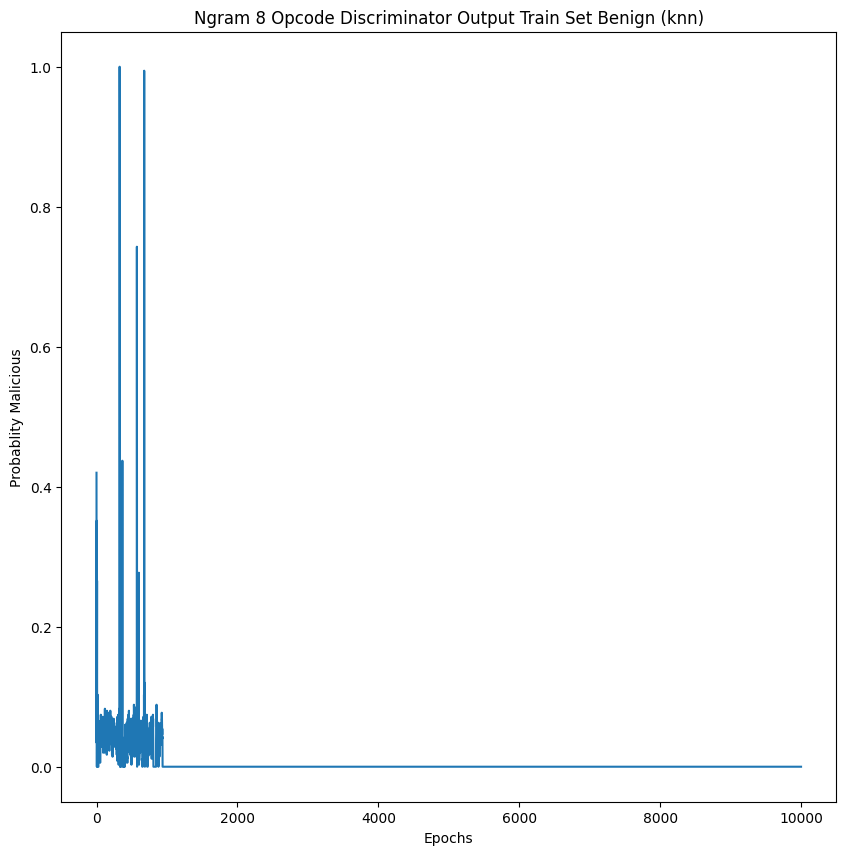 Ngram 8 Opcode Discriminator Output Train Set Benign (knn)
1.0
0.8
0.6
0.4
0.2
0.0
Probablity Malicious
0 2000 4000 6000 8000 10000
Epochs